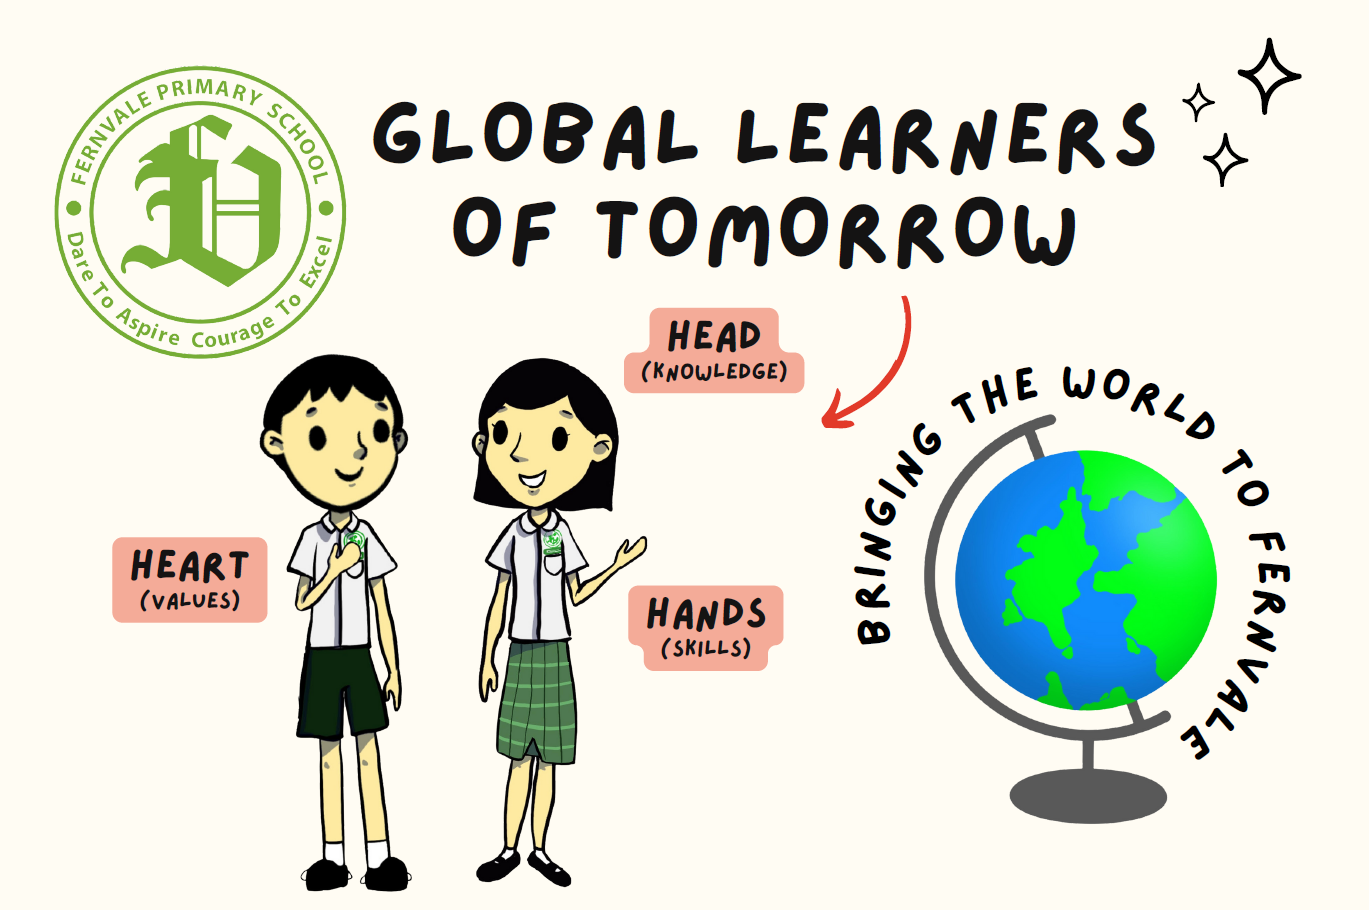 FERNVALE PRIMARY SCHOOL
Dare To Aspire Courage To Excel
GLOBAL LEARNERS
OF TOMORROW
HEAD
(KNOWLEDGE)
BRINGING THE WORLD TO FERNVALE
HEART
(VALUES)
HANDS
(SKILLS)